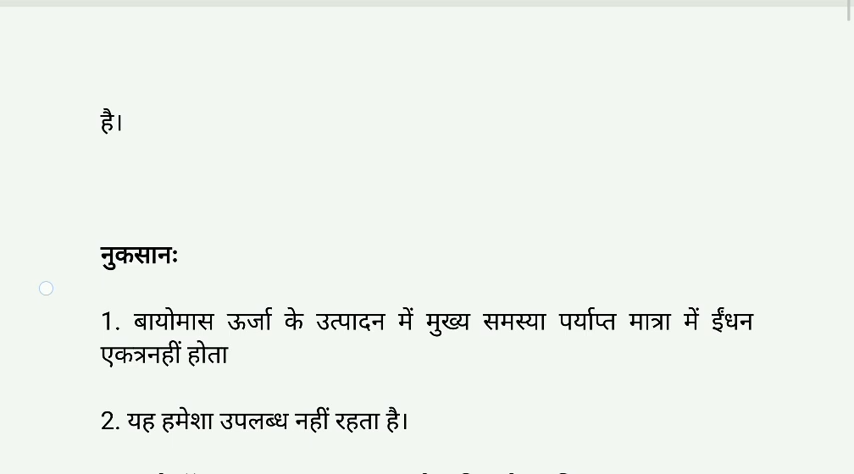 है।
नुकसानः
1. बायोमास ऊर्जा के उत्पादन में मुख्य समस्या पर्याप्त मात्रा में ईंधन
एकत्रनहीं होता
2. यह हमेशा उपलब्ध नहीं रहता है।